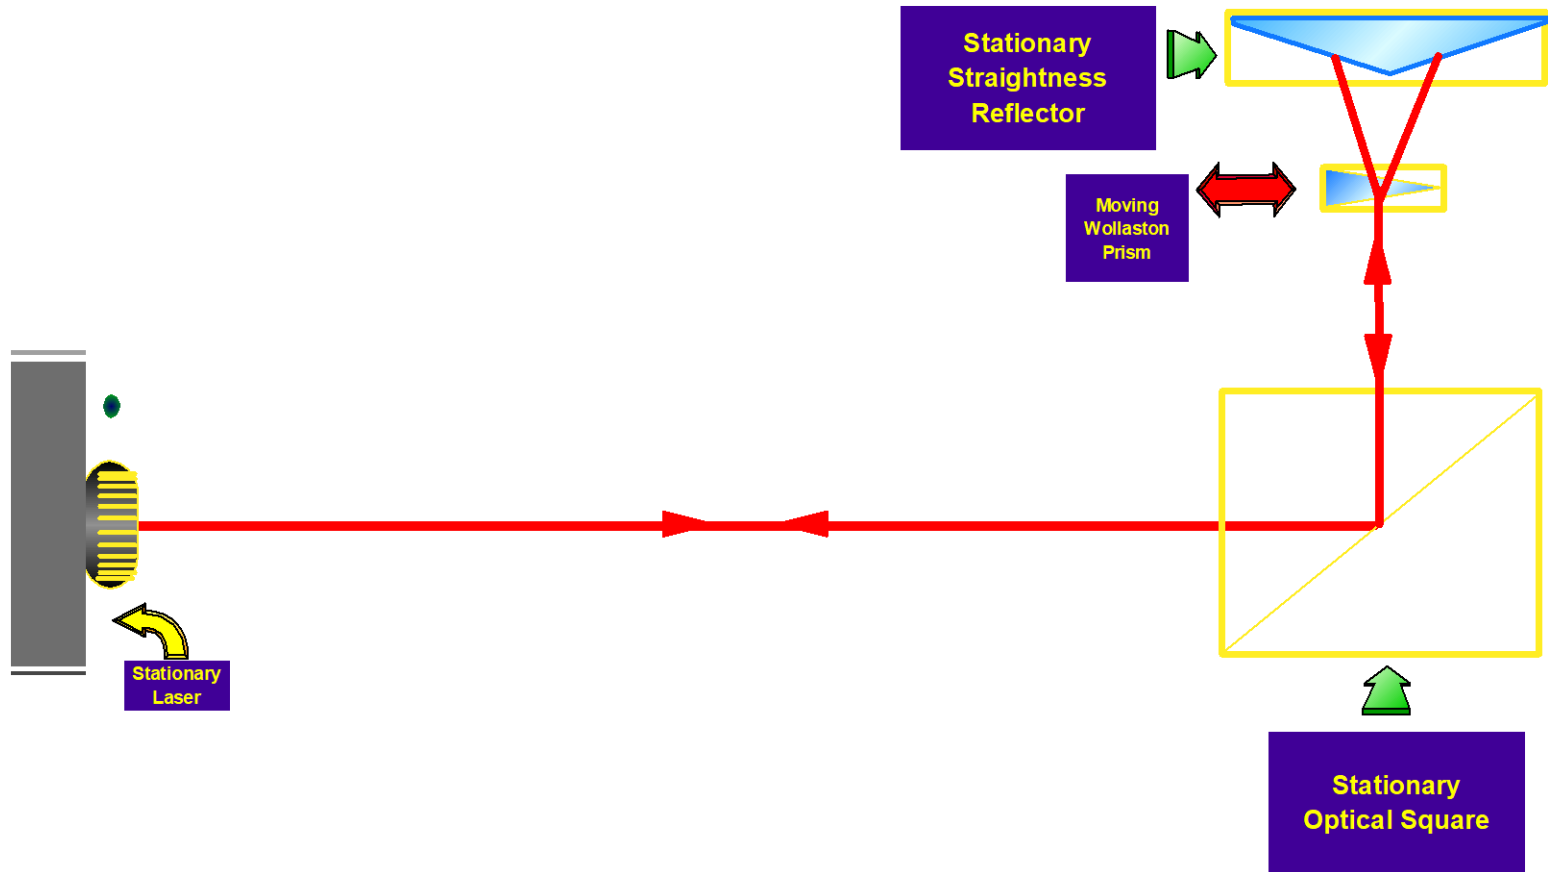 Stationary
Straightness
Reflector
Moving
Wollaston
Prism
Stationary
Laser
Stationary
Optical Square